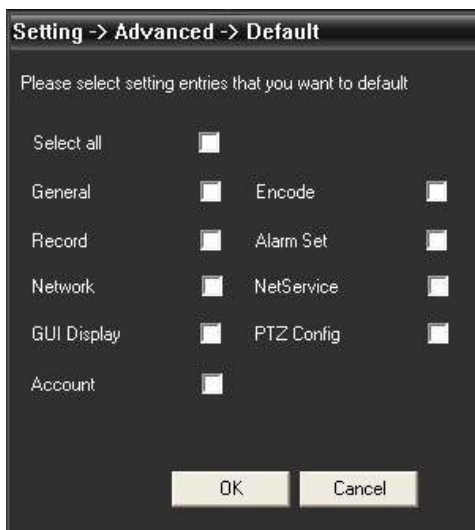 Setting -> Advanced -> Default
Please select setting entries that you want to default
Select all
General Encode
Record Alarm Set
Network NetService
GUI Display PTZ Config
Account
OK Cancel